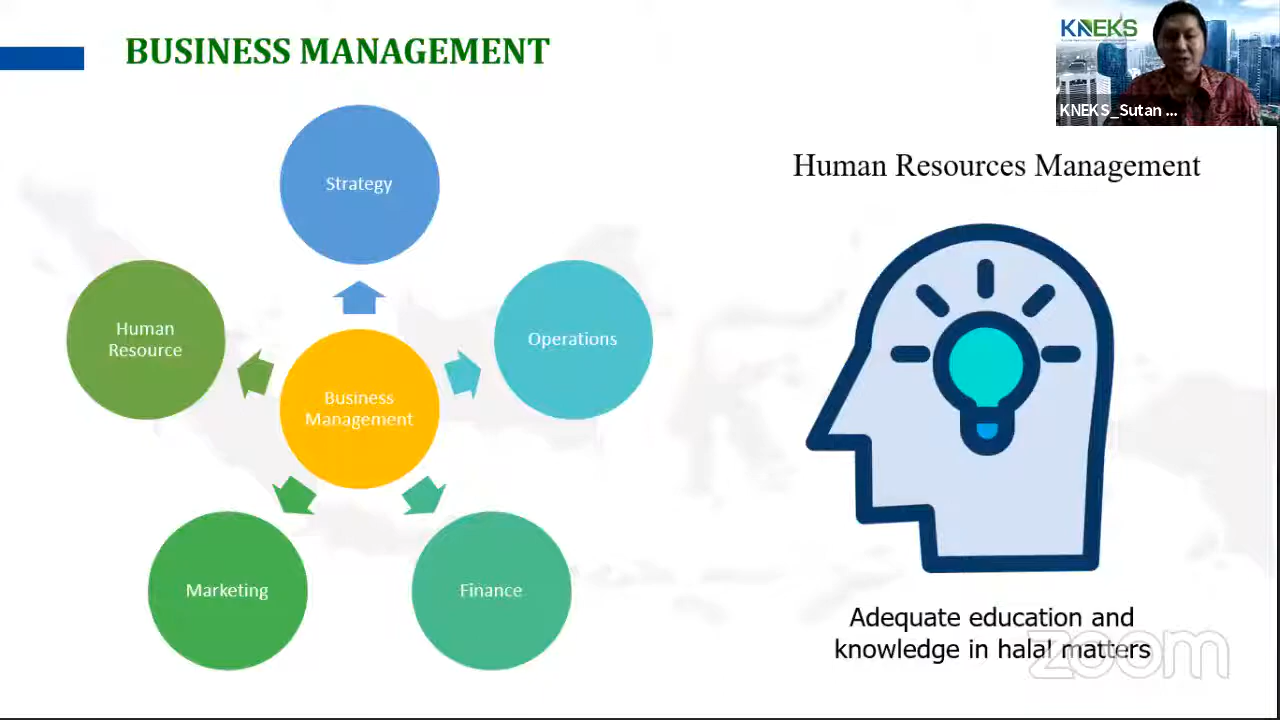 BUSINESS MANAGEMENT
KNEKS
KNEKS_Sutan ...
Human Resources Management
Strategy
Human
Resource
Operations
Business
Management
Marketing
Finance
Adequate education and
knowledge in halal matters
zoom